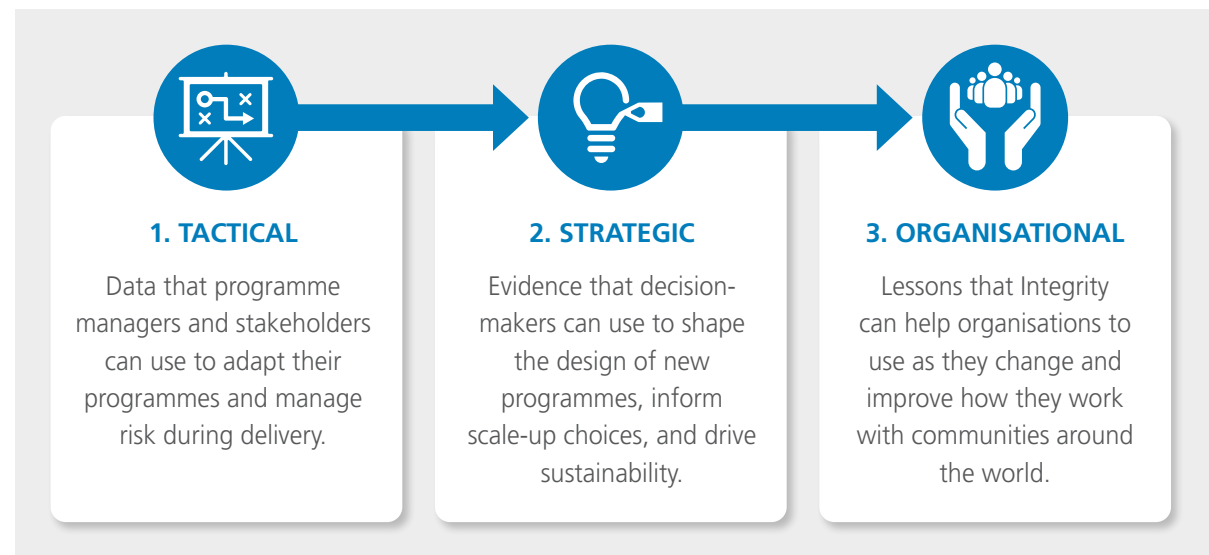 1. TACTICAL
Data that programme
managers and stakeholders
can use to adapt their
programmes and manage
risk during delivery.
2. STRATEGIC
Evidence that decision-
makers can use to shape
the design of new
programmes, inform
scale-up choices, and drive
sustainability.
3. ORGANISATIONAL
Lessons that Integrity
can help organisations to
use as they change and
improve how they work
with communities around
the world.